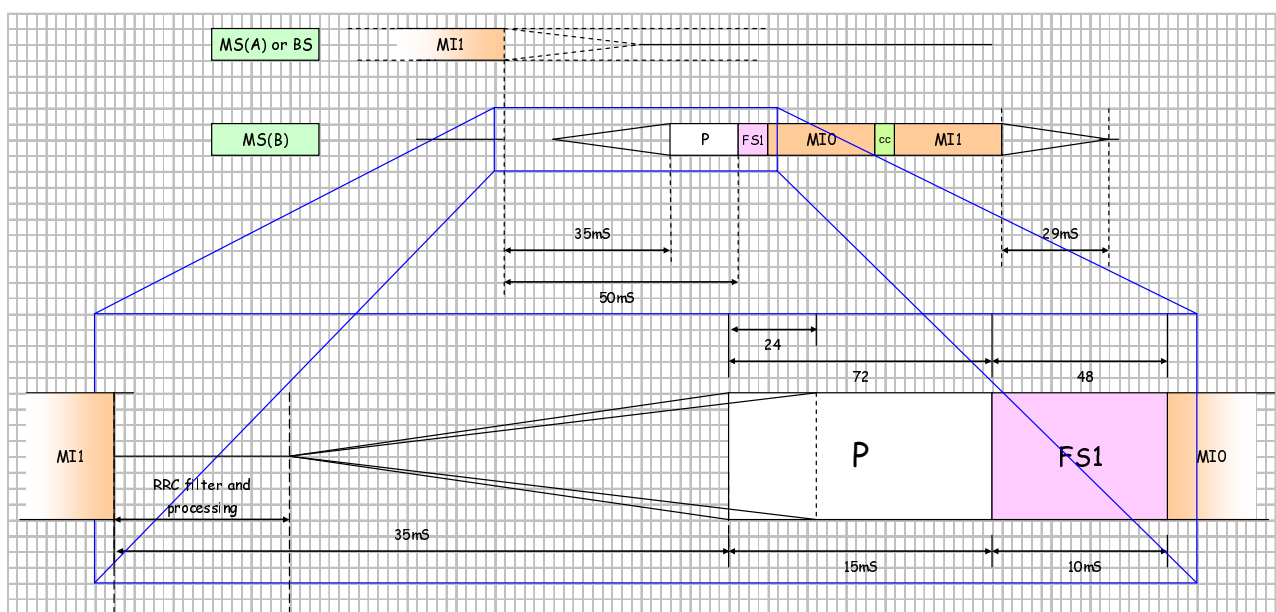 MS(A) or BS
MI1
MS(B)
P
FS1
MI0
cc
MI1
35mS
29mS
50mS
24
72
48
MI1
P
FS1
MI0
RRC filter and
processing
35mS
15mS
10mS